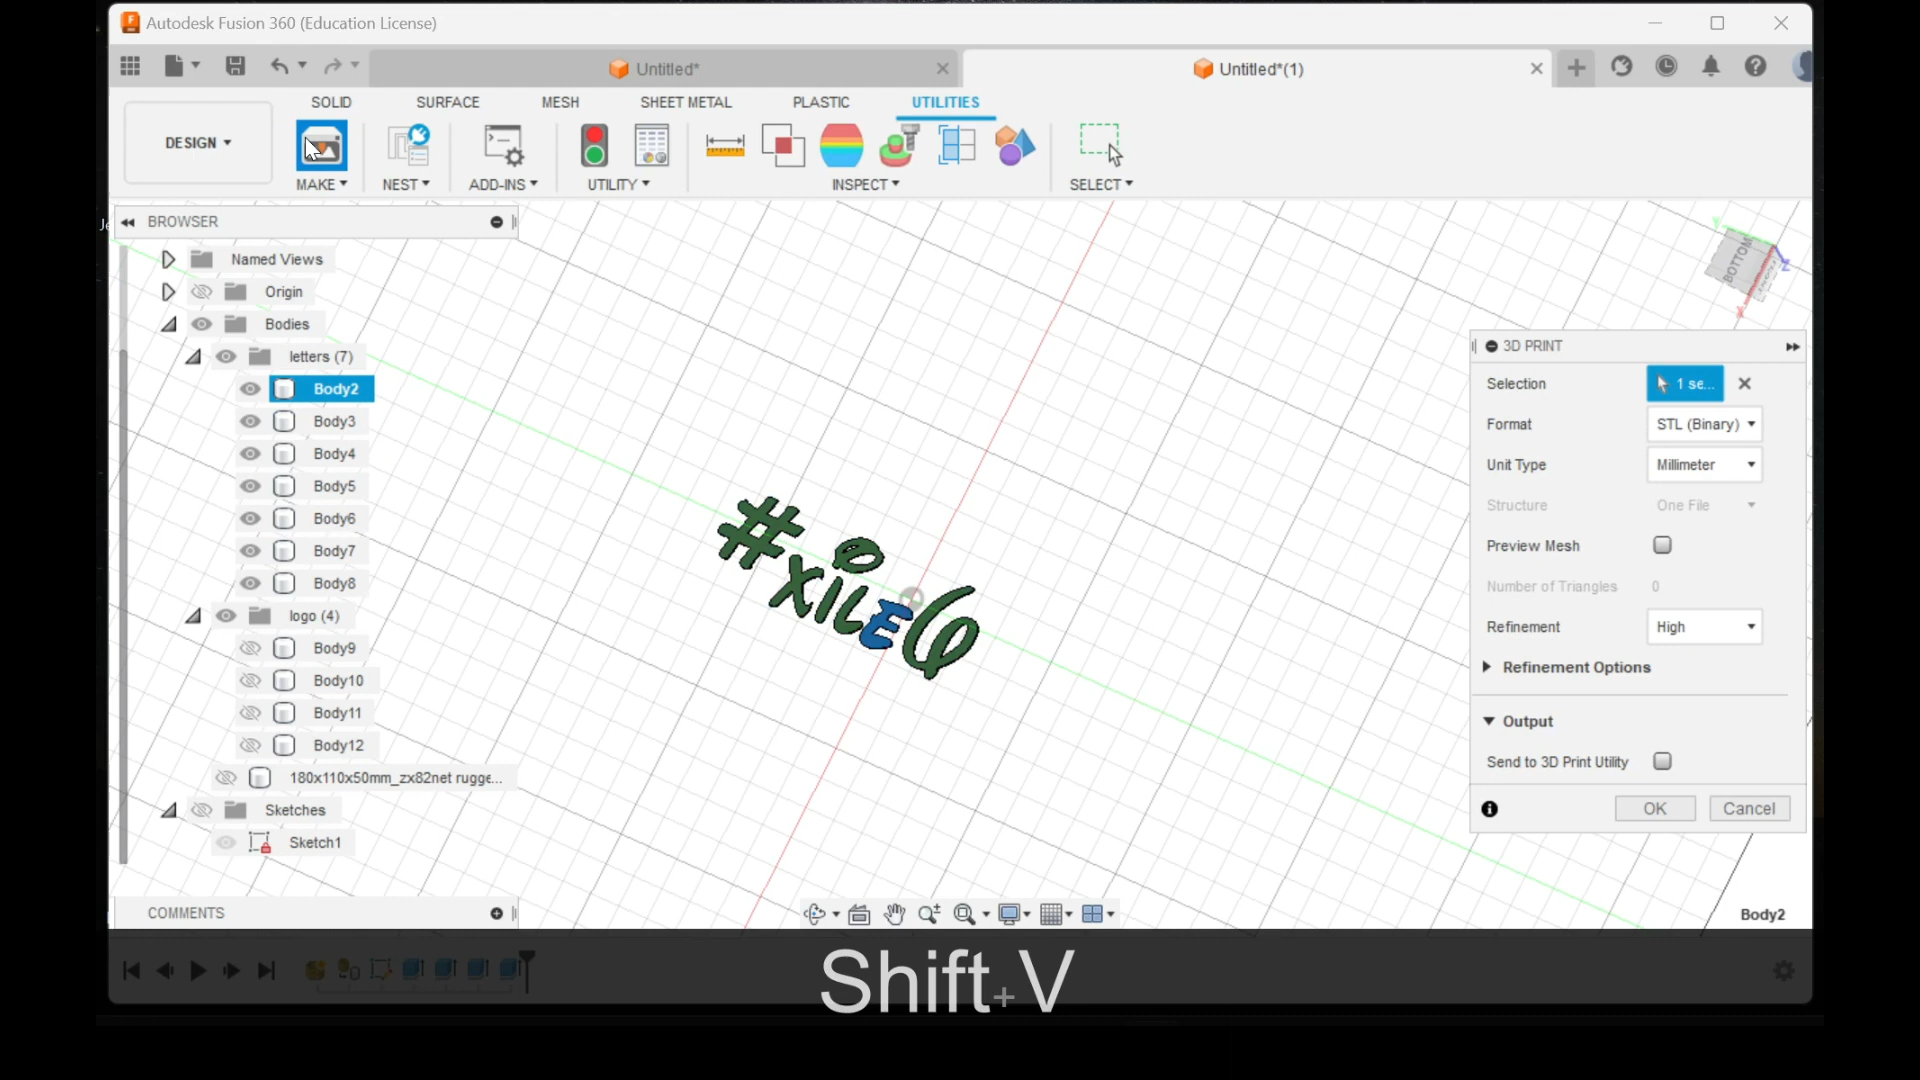 Autodesk Fusion 360 (Education License)
Untitled*
Untitled*(1)
SOLID
SURFACE
MESH
SHEET METAL
PLASTIC
UTILITIES
DESIGN
MAKE
NEST
ADD-INS
UTILITY
INSPECT
SELECT
BROWSER
Named Views
Origin
Bodies
letters (7)
Body2
Body3
Body4
Body5
Body6
Body7
Body8
logo (4)
Body9
Body10
Body11
Body12
180x110x50mm_zx82net rugge...
Sketches
Sketch1
COMMENTS
BOTTOM
Y
Z
X
#XILE
3D PRINT
Selection
1 se...
Format
STL (Binary)
Unit Type
Millimeter
Structure
One File
Preview Mesh
Number of Triangles
0
Refinement
High
Refinement Options
Output
Send to 3D Print Utility
OK
Cancel
Body2
Shift+V